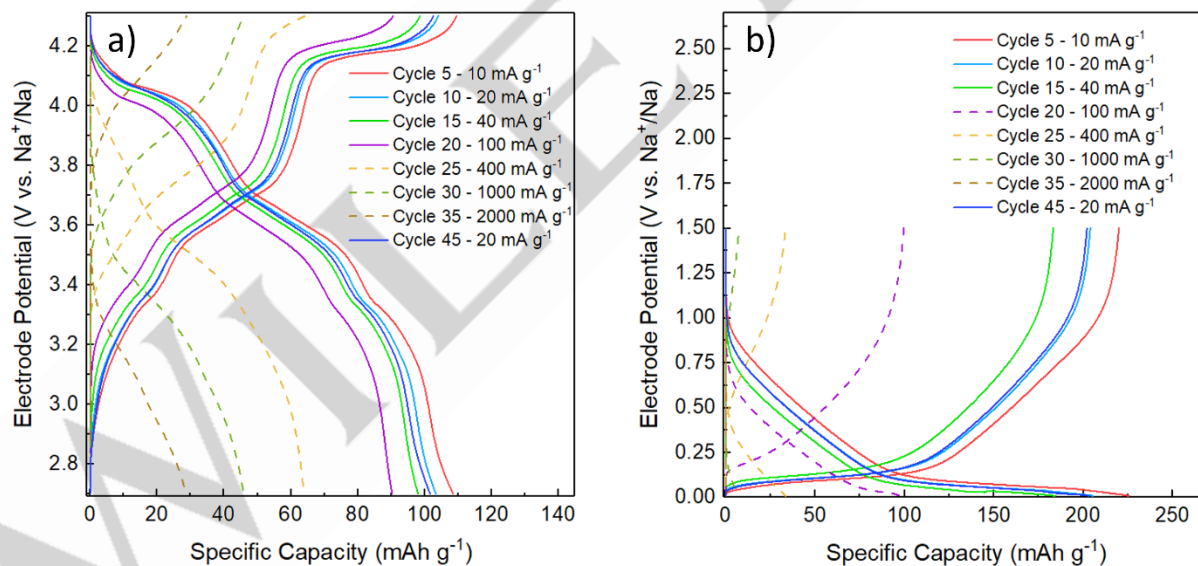 a)
Electrode Potential (V vs. Na⁺/Na)
4.2
4.0
3.8
3.6
3.4
3.2
3.0
2.8
Cycle 5 - 10 mA g⁻¹
Cycle 10 - 20 mA g⁻¹
Cycle 15 - 40 mA g⁻¹
Cycle 20 - 100 mA g⁻¹
Cycle 25 - 400 mA g⁻¹
Cycle 30 - 1000 mA g⁻¹
Cycle 35 - 2000 mA g⁻¹
Cycle 45 - 20 mA g⁻¹
0 20 40 60 80 100 120 140
Specific Capacity (mAh g⁻¹)
b)
Electrode Potential (V vs. Na⁺/Na)
2.50
2.25
2.00
1.75
1.50
1.25
1.00
0.75
0.50
0.25
0.00
Cycle 5 - 10 mA g⁻¹
Cycle 10 - 20 mA g⁻¹
Cycle 15 - 40 mA g⁻¹
Cycle 20 - 100 mA g⁻¹
Cycle 25 - 400 mA g⁻¹
Cycle 30 - 1000 mA g⁻¹
Cycle 35 - 2000 mA g⁻¹
Cycle 45 - 20 mA g⁻¹
0 50 100 150 200 250
Specific Capacity (mAh g⁻¹)
WILE